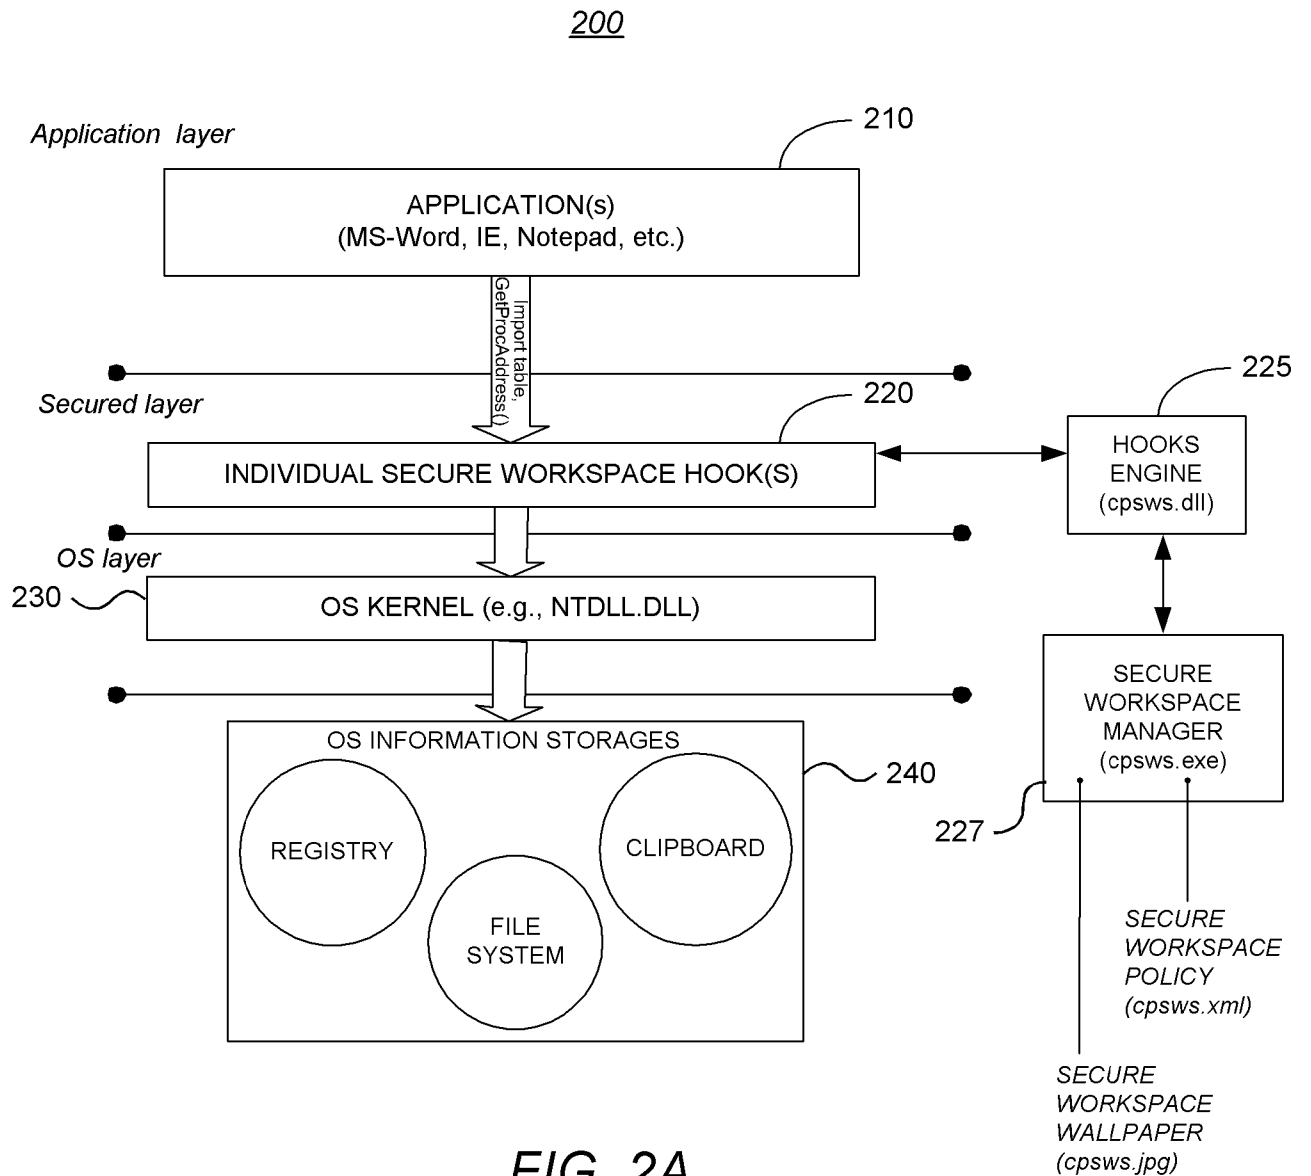 200
Application layer
210
APPLICATION(s)
(MS-Word, IE, Notepad, etc.)
Import table,
GetProcAddress()
Secured layer
220
225
INDIVIDUAL SECURE WORKSPACE HOOK(S)
HOOKS
ENGINE
(cpsws.dll)
OS layer
230
OS KERNEL (e.g., NTDLL.DLL)
SECURE
WORKSPACE
MANAGER
(cpsws.exe)
227
OS INFORMATION STORAGES
240
REGISTRY
CLIPBOARD
FILE
SYSTEM
SECURE
WORKSPACE
POLICY
(cpsws.xml)
SECURE
WORKSPACE
WALLPAPER
(cpsws.jpg)
FIG. 2A